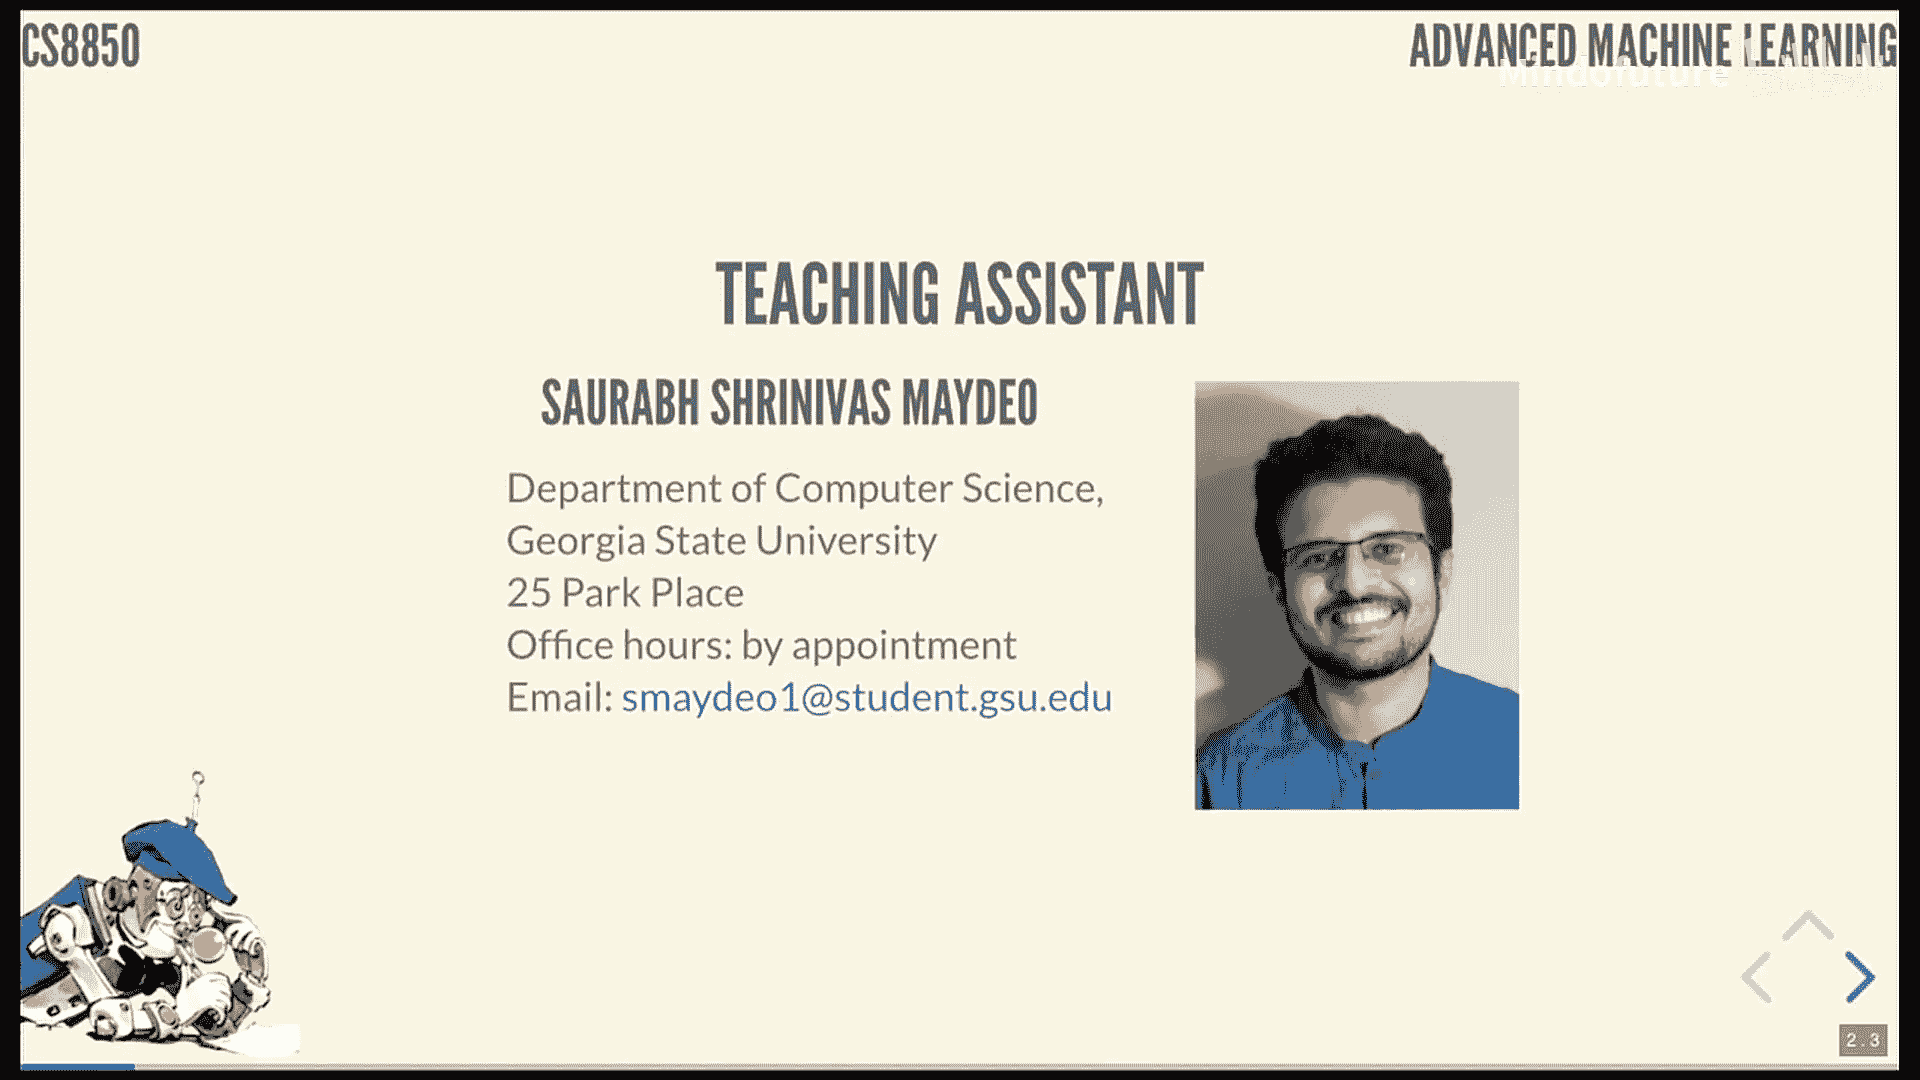 CS8850
ADVANCED MACHINE LEARNING
Mindofuture
TEACHING ASSISTANT
SAURABH SHRINIVAS MAYDEO
Department of Computer Science,
Georgia State University
25 Park Place
Office hours: by appointment
Email: smaydeo1@student.gsu.edu
2.3